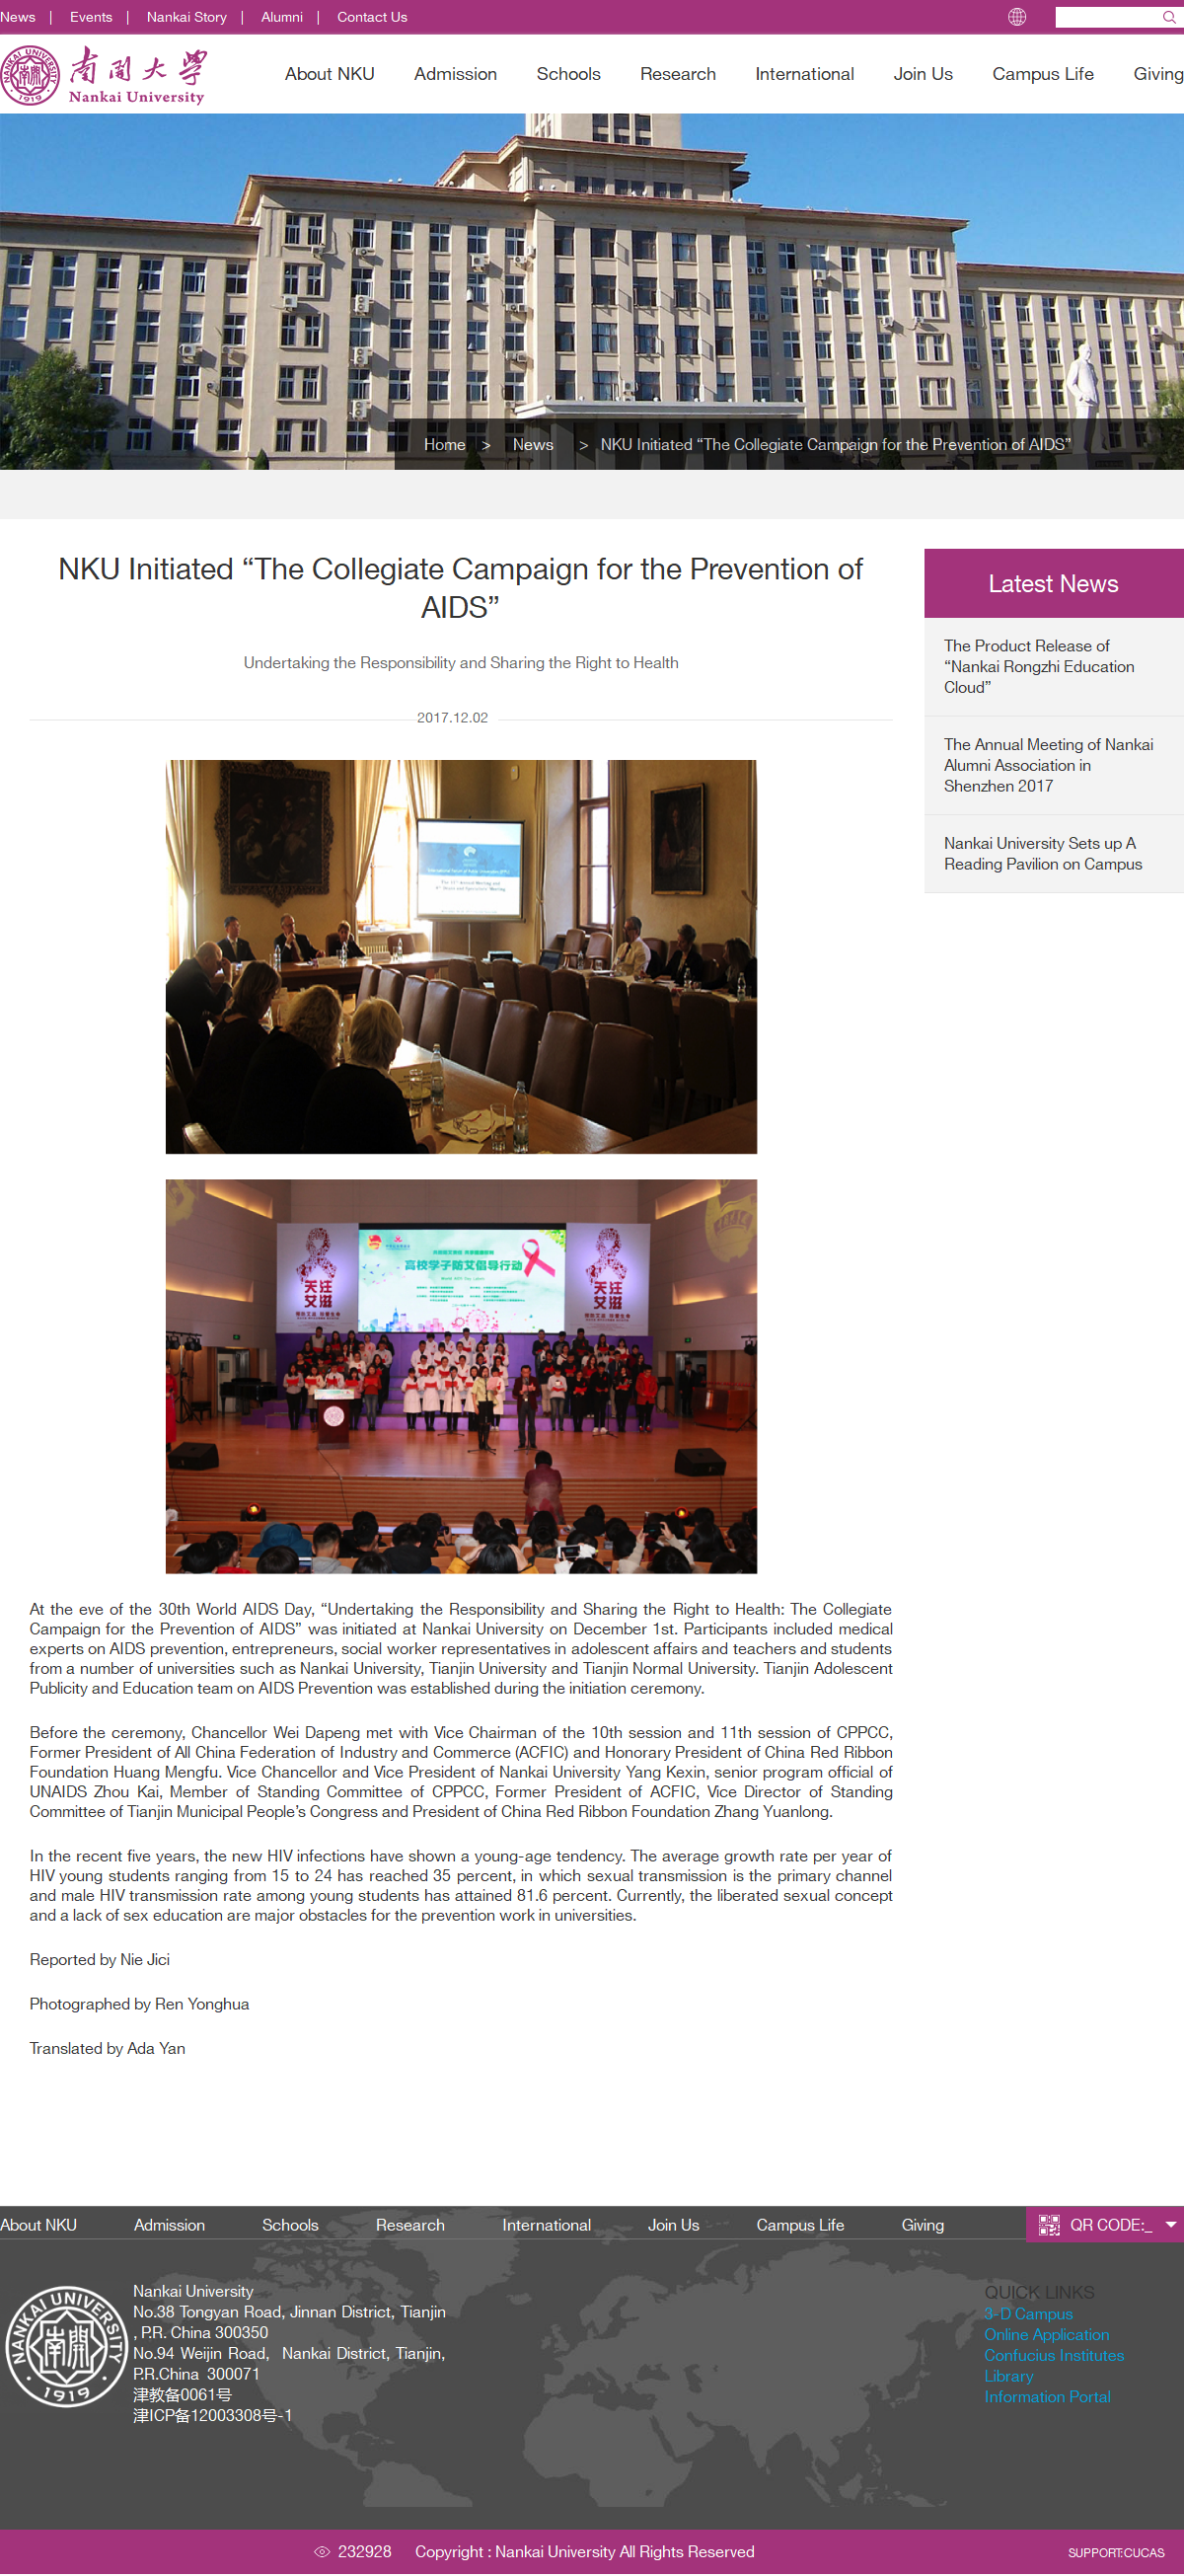 News | Events | Nankai Story | Alumni | Contact Us
NANKAI UNIVERSITY 1919
南開大學
Nankai University
About NKU Admission Schools Research International Join Us Campus Life Giving
Home > News > NKU Initiated “The Collegiate Campaign for the Prevention of AIDS”
NKU Initiated “The Collegiate Campaign for the Prevention of
AIDS”
Undertaking the Responsibility and Sharing the Right to Health
2017.12.02
Latest News
The Product Release of
“Nankai Rongzhi Education
Cloud”
The Annual Meeting of Nankai
Alumni Association in
Shenzhen 2017
Nankai University Sets up A
Reading Pavilion on Campus
高校学子防艾倡导行动
关注
艾滋
关注
艾滋
At the eve of the 30th World AIDS Day, “Undertaking the Responsibility and Sharing the Right to Health: The Collegiate
Campaign for the Prevention of AIDS” was initiated at Nankai University on December 1st. Participants included medical
experts on AIDS prevention, entrepreneurs, social worker representatives in adolescent affairs and teachers and students
from a number of universities such as Nankai University, Tianjin University and Tianjin Normal University. Tianjin Adolescent
Publicity and Education team on AIDS Prevention was established during the initiation ceremony.
Before the ceremony, Chancellor Wei Dapeng met with Vice Chairman of the 10th session and 11th session of CPPCC,
Former President of All China Federation of Industry and Commerce (ACFIC) and Honorary President of China Red Ribbon
Foundation Huang Mengfu. Vice Chancellor and Vice President of Nankai University Yang Kexin, senior program official of
UNAIDS Zhou Kai, Member of Standing Committee of CPPCC, Former President of ACFIC, Vice Director of Standing
Committee of Tianjin Municipal People’s Congress and President of China Red Ribbon Foundation Zhang Yuanlong.
In the recent five years, the new HIV infections have shown a young-age tendency. The average growth rate per year of
HIV young students ranging from 15 to 24 has reached 35 percent, in which sexual transmission is the primary channel
and male HIV transmission rate among young students has attained 81.6 percent. Currently, the liberated sexual concept
and a lack of sex education are major obstacles for the prevention work in universities.
Reported by Nie Jici
Photographed by Ren Yonghua
Translated by Ada Yan
About NKU Admission Schools Research International Join Us Campus Life Giving QR CODE:_
NANKAI UNIVERSITY 1919
Nankai University
No.38 Tongyan Road, Jinnan District, Tianjin
, P.R. China 300350
No.94 Weijin Road, Nankai District, Tianjin,
P.R.China 300071
津教备0061号
津ICP备12003308号-1
QUICK LINKS
3-D Campus
Online Application
Confucius Institutes
Library
Information Portal
232928 Copyright : Nankai University All Rights Reserved
SUPPORT:CUCAS